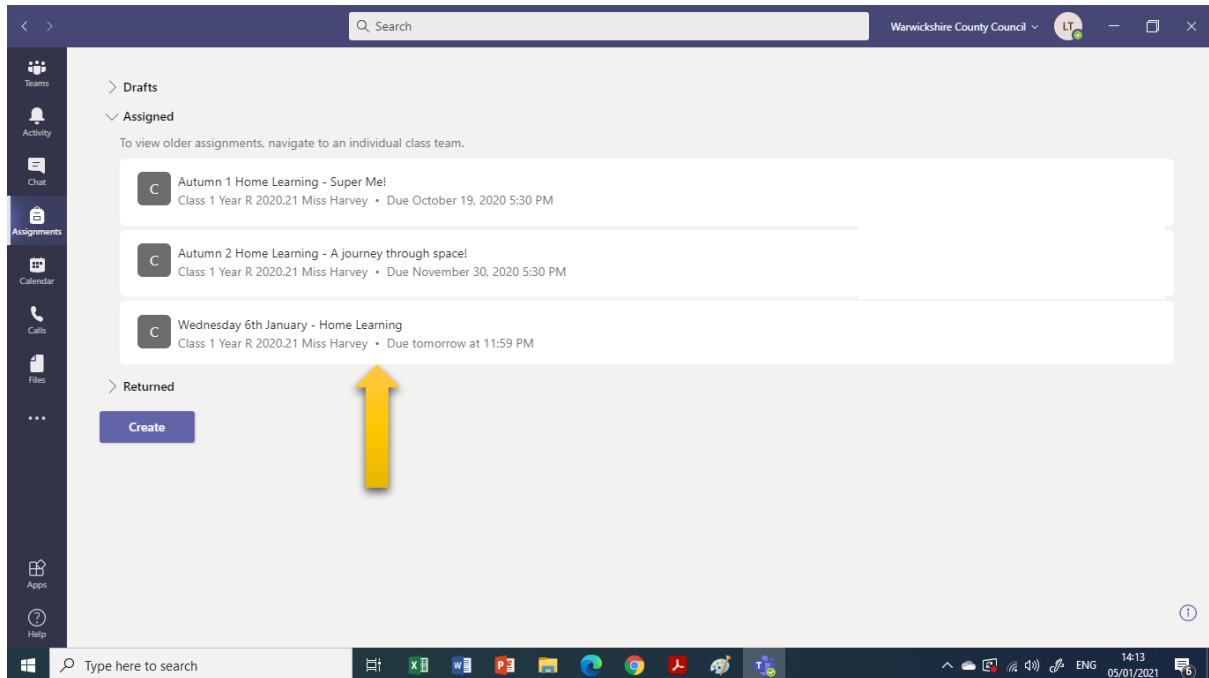 Search
Warwickshire County Council
LT
Teams
Activity
Chat
Assignments
Calendar
Calls
Files
Apps
Help
Drafts
Assigned
To view older assignments, navigate to an individual class team.
C
Autumn 1 Home Learning - Super Me!
Class 1 Year R 2020.21 Miss Harvey • Due October 19, 2020 5:30 PM
C
Autumn 2 Home Learning - A journey through space!
Class 1 Year R 2020.21 Miss Harvey • Due November 30, 2020 5:30 PM
C
Wednesday 6th January - Home Learning
Class 1 Year R 2020.21 Miss Harvey • Due tomorrow at 11:59 PM
Returned
Create
Type here to search
ENG
14:13
05/01/2021
6